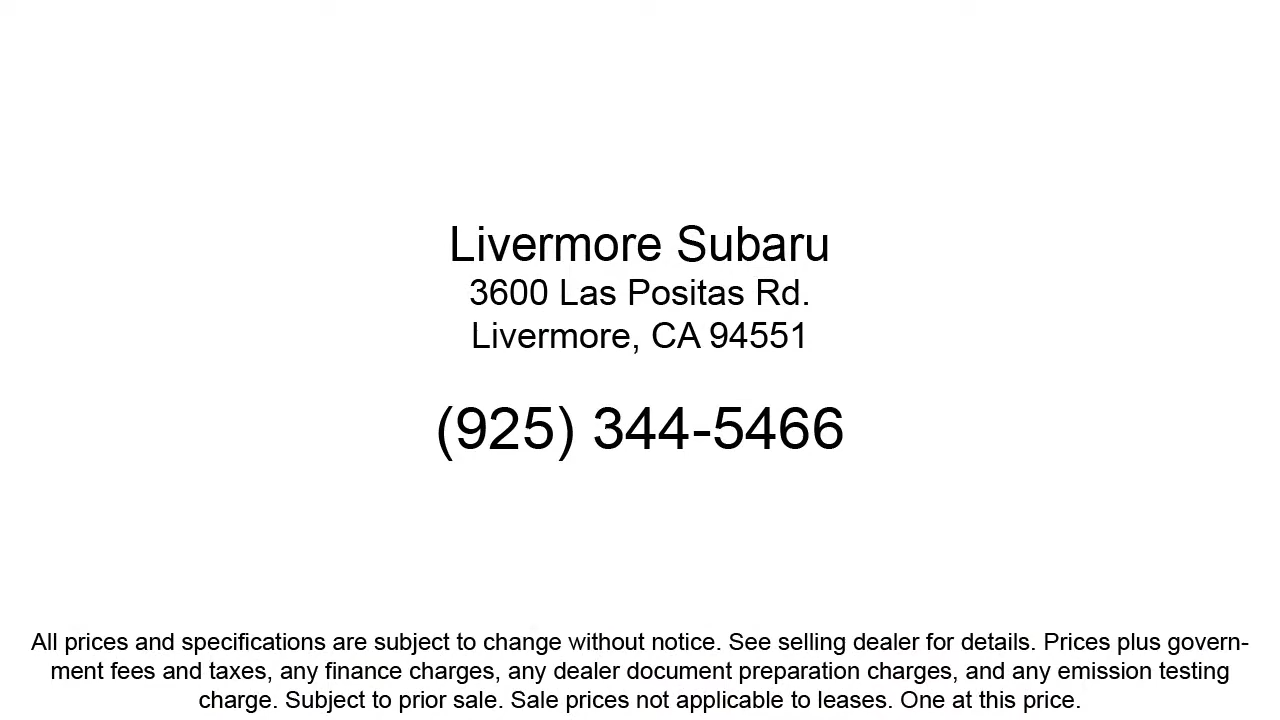 Livermore Subaru
3600 Las Positas Rd.
Livermore, CA 94551
(925) 344-5466
All prices and specifications are subject to change without notice. See selling dealer for details. Prices plus govern-
ment fees and taxes, any finance charges, any dealer document preparation charges, and any emission testing
charge. Subject to prior sale. Sale prices not applicable to leases. One at this price.